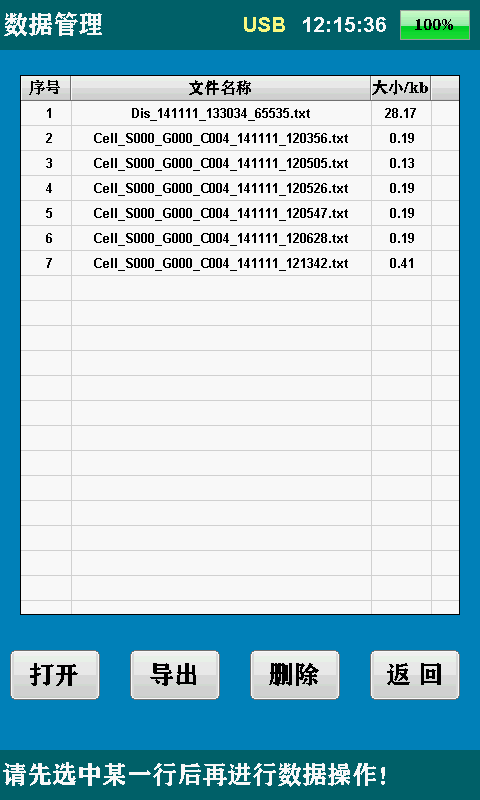 数据管理 USB 12:15:36 100%
序号 文件名称 大小/kb
1 Dis_141111_133034_65535.txt 28.17
2 Cell_S000_G000_C004_141111_120356.txt 0.19
3 Cell_S000_G000_C004_141111_120505.txt 0.13
4 Cell_S000_G000_C004_141111_120526.txt 0.19
5 Cell_S000_G000_C004_141111_120547.txt 0.19
6 Cell_S000_G000_C004_141111_120628.txt 0.19
7 Cell_S000_G000_C004_141111_121342.txt 0.41
打开 导出 删除 返回
请先选中某一行后再进行数据操作!